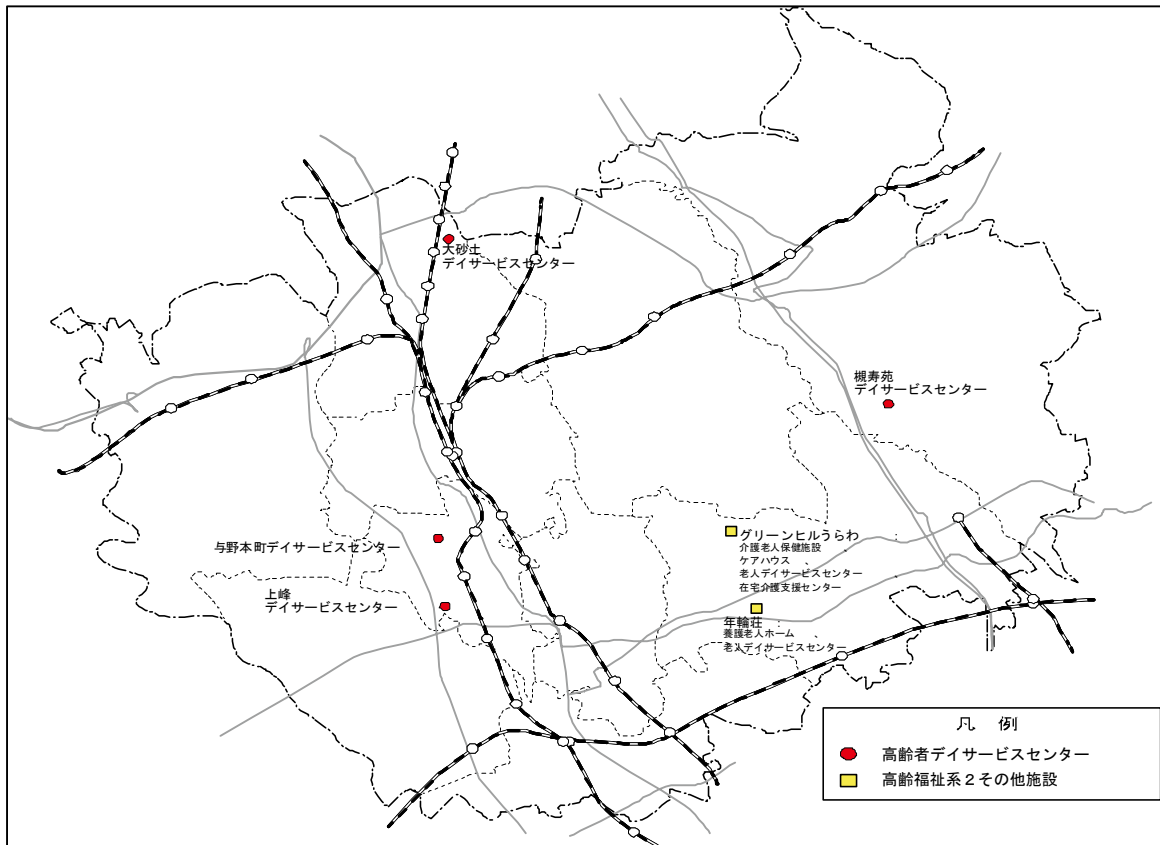 大砂土
デイサービスセンター
槻寿苑
デイサービスセンター
与野本町デイサービスセンター
グリーンヒルうらわ
介護老人保健施設
ケアハウス
老人デイサービスセンター
在宅介護支援センター
上峰
デイサービスセンター
年輪荘
養護老人ホーム
老人デイサービスセンター
凡 例
高齢者デイサービスセンター
高齢福祉系２その他施設